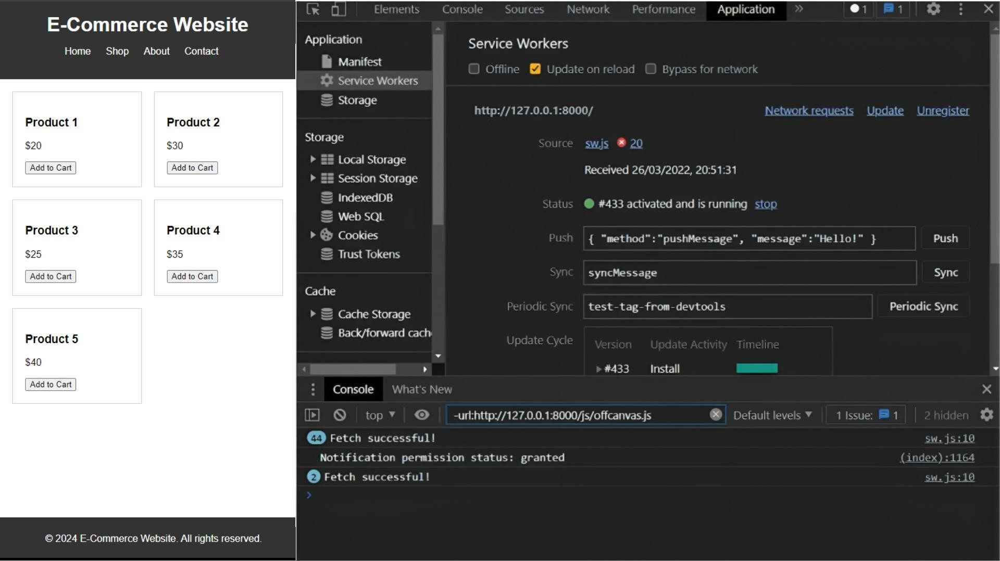 E-Commerce Website
Home Shop About Contact
Product 1
$20
Add to Cart
Product 2
$30
Add to Cart
Product 3
$25
Add to Cart
Product 4
$35
Add to Cart
Product 5
$40
Add to Cart
© 2024 E-Commerce Website. All rights reserved.
Elements Console Sources Network Performance Application » 1 1
Application
Manifest
Service Workers
Storage
Storage
Local Storage
Session Storage
IndexedDB
Web SQL
Cookies
Trust Tokens
Cache
Cache Storage
Back/forward cach
Service Workers
Offline Update on reload Bypass for network
http://127.0.0.1:8000/ Network requests Update Unregister
Source sw.js 20
Received 26/03/2022, 20:51:31
Status #433 activated and is running stop
Push { "method":"pushMessage", "message":"Hello!" } Push
Sync syncMessage Sync
Periodic Sync test-tag-from-devtools Periodic Sync
Update Cycle Version Update Activity Timeline
#433 Install
Console What's New
top -url:http://127.0.0.1:8000/js/offcanvas.js Default levels 1 Issue: 1 2 hidden
44 Fetch successful! sw.js:10
Notification permission status: granted (index):1164
2 Fetch successful! sw.js:10